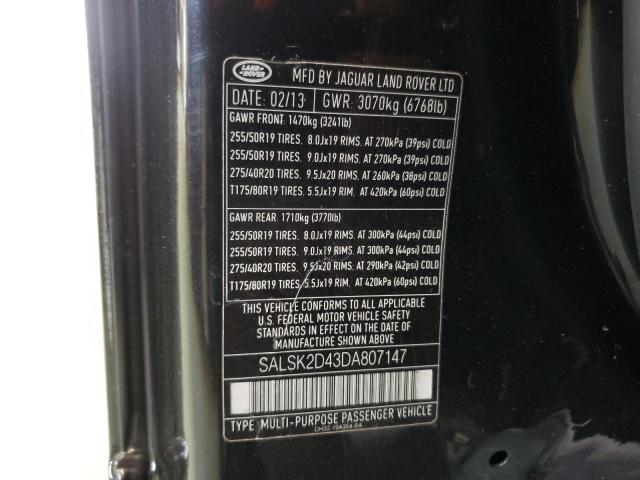 LAND ROVER
MFD BY JAGUAR LAND ROVER LTD
DATE: 02/13 GWR: 3070kg (6768lb)
GAWR FRONT: 1470kg (3241lb)
255/50R19 TIRES. 8.0Jx19 RIMS. AT 270kPa (39psi) COLD
255/50R19 TIRES. 9.0Jx19 RIMS. AT 270kPa (39psi) COLD
275/40R20 TIRES. 9.5Jx20 RIMS. AT 260kPa (38psi) COLD
T175/80R19 TIRES. 5.5Jx19 RIM. AT 420kPa (60psi) COLD
GAWR REAR: 1710kg (3770lb)
255/50R19 TIRES. 8.0Jx19 RIMS. AT 300kPa (44psi) COLD
255/50R19 TIRES. 9.0Jx19 RIMS. AT 300kPa (44psi) COLD
275/40R20 TIRES. 9.5Jx20 RIMS. AT 290kPa (42psi) COLD
T175/80R19 TIRES. 5.5Jx19 RIM. AT 420kPa (60psi) COLD
THIS VEHICLE CONFORMS TO ALL APPLICABLE
U.S. FEDERAL MOTOR VEHICLE SAFETY
STANDARDS IN EFFECT ON THE DATE OF
MANUFACTURE SHOWN ABOVE
SALSK2D43DA807147
TYPE: MULTI-PURPOSE PASSENGER VEHICLE